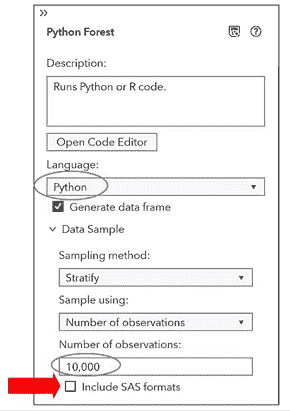 »
Python Forest
Description:
Runs Python or R code.
Open Code Editor
Language:
Python
Generate data frame
Data Sample
Sampling method:
Stratify
Sample using:
Number of observations
Number of observations:
10,000
Include SAS formats